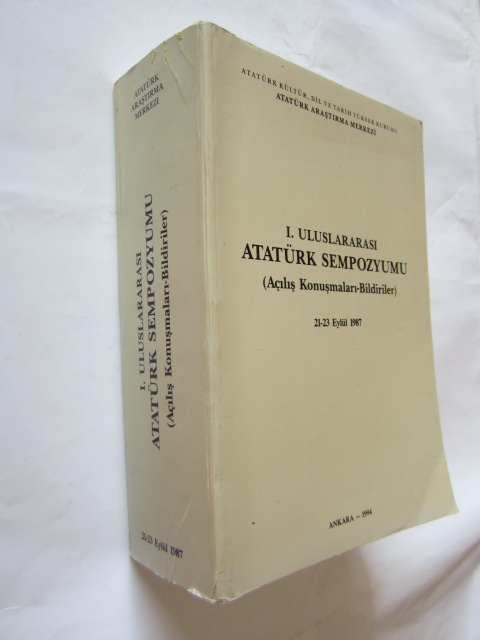 ATATÜRK
ARAŞTIRMA
MERKEZİ
I. ULUSLARARASI
ATATÜRK SEMPOZYUMU
(Açılış Konuşmaları-Bildiriler)
21-23 Eylül 1987
ATATÜRK KÜLTÜR, DİL VE TARİH YÜKSEK KURUMU
ATATÜRK ARAŞTIRMA MERKEZİ
I. ULUSLARARASI
ATATÜRK SEMPOZYUMU
(Açılış Konuşmaları-Bildiriler)
21-23 Eylül 1987
ANKARA — 1994